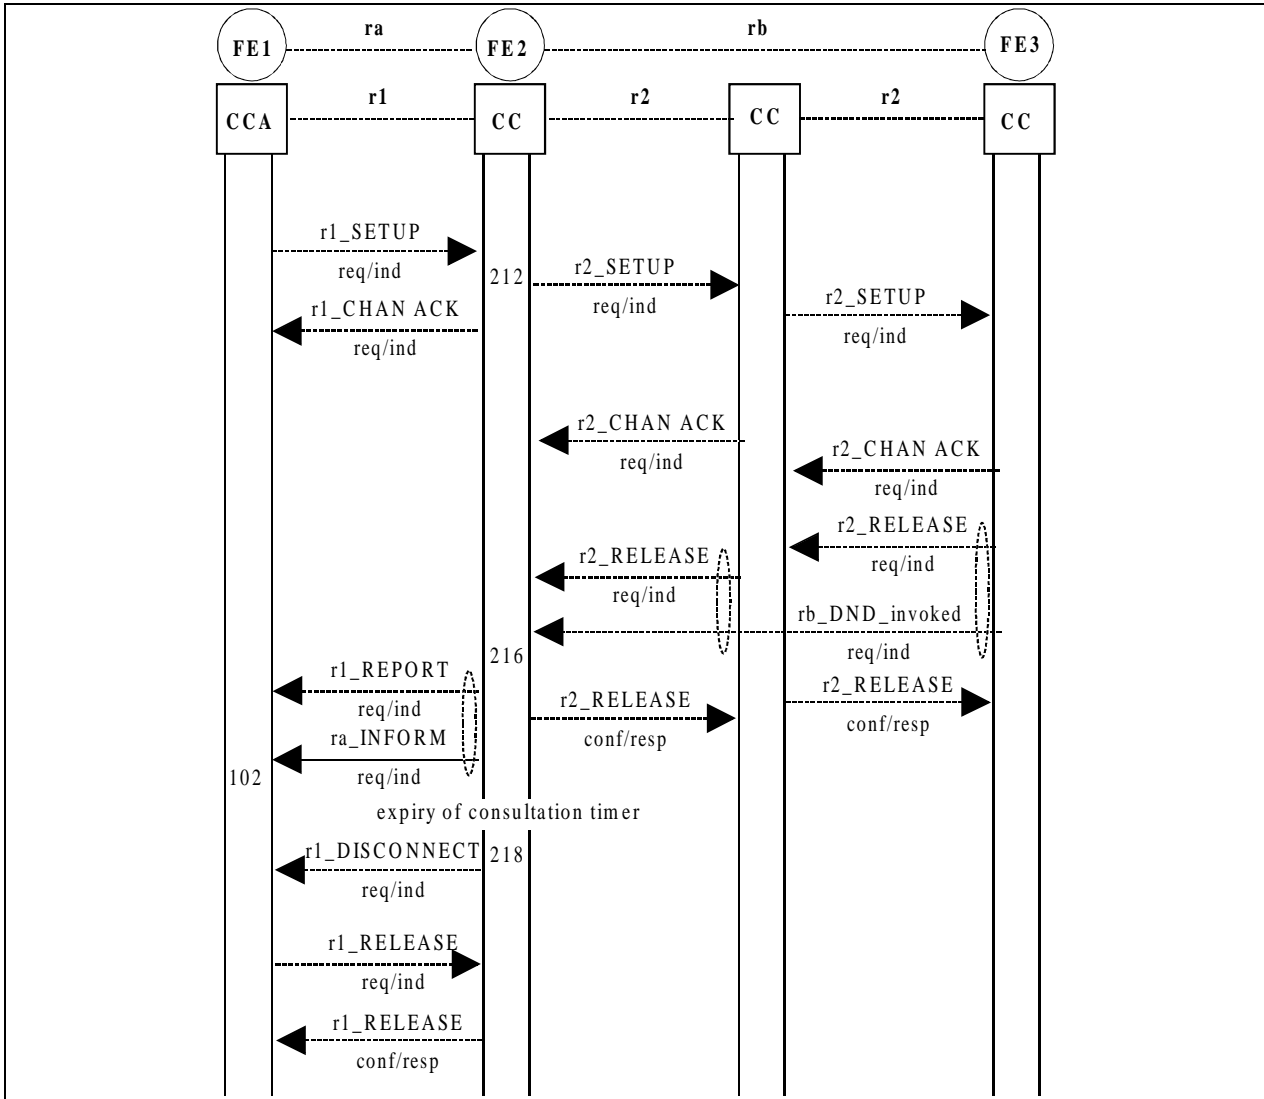 FE1 ra FE2 rb FE3
CCA r1 CC r2 CC r2 CC
r1_SETUP
req/ind
212
r2_SETUP
req/ind
r2_SETUP
req/ind
r1_CHAN ACK
req/ind
r2_CHAN ACK
req/ind
r2_CHAN ACK
req/ind
r2_RELEASE
req/ind
r2_RELEASE
req/ind
rb_DND_invoked
req/ind
216
r1_REPORT
req/ind
r2_RELEASE
conf/resp
r2_RELEASE
conf/resp
ra_INFORM
req/ind
102
expiry of consultation timer
r1_DISCONNECT
req/ind
218
r1_RELEASE
req/ind
r1_RELEASE
conf/resp